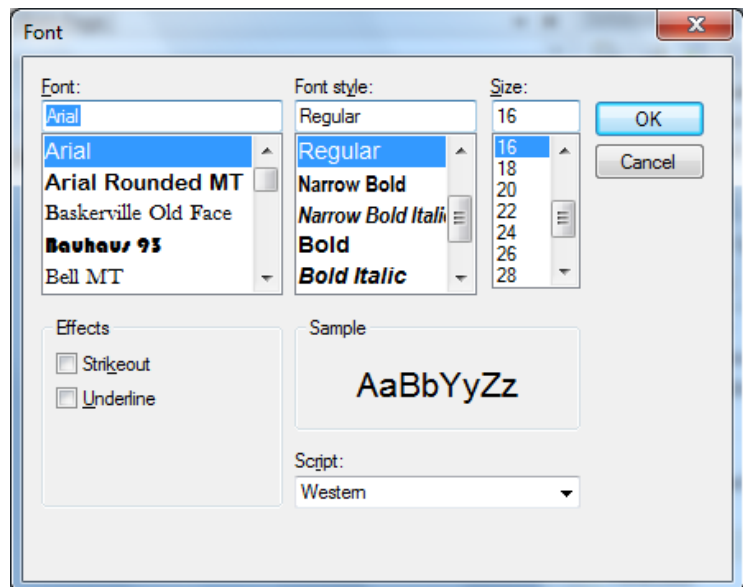 Font
Font:
Arial
Arial
Arial Rounded MT
Baskerville Old Face
Bauhaus 93
Bell MT
Font style:
Regular
Regular
Narrow Bold
Narrow Bold Itali
Bold
Bold Italic
Size:
16
16
18
20
22
24
26
28
OK
Cancel
Effects
Strikeout
Underline
Sample
AaBbYyZz
Script:
Western